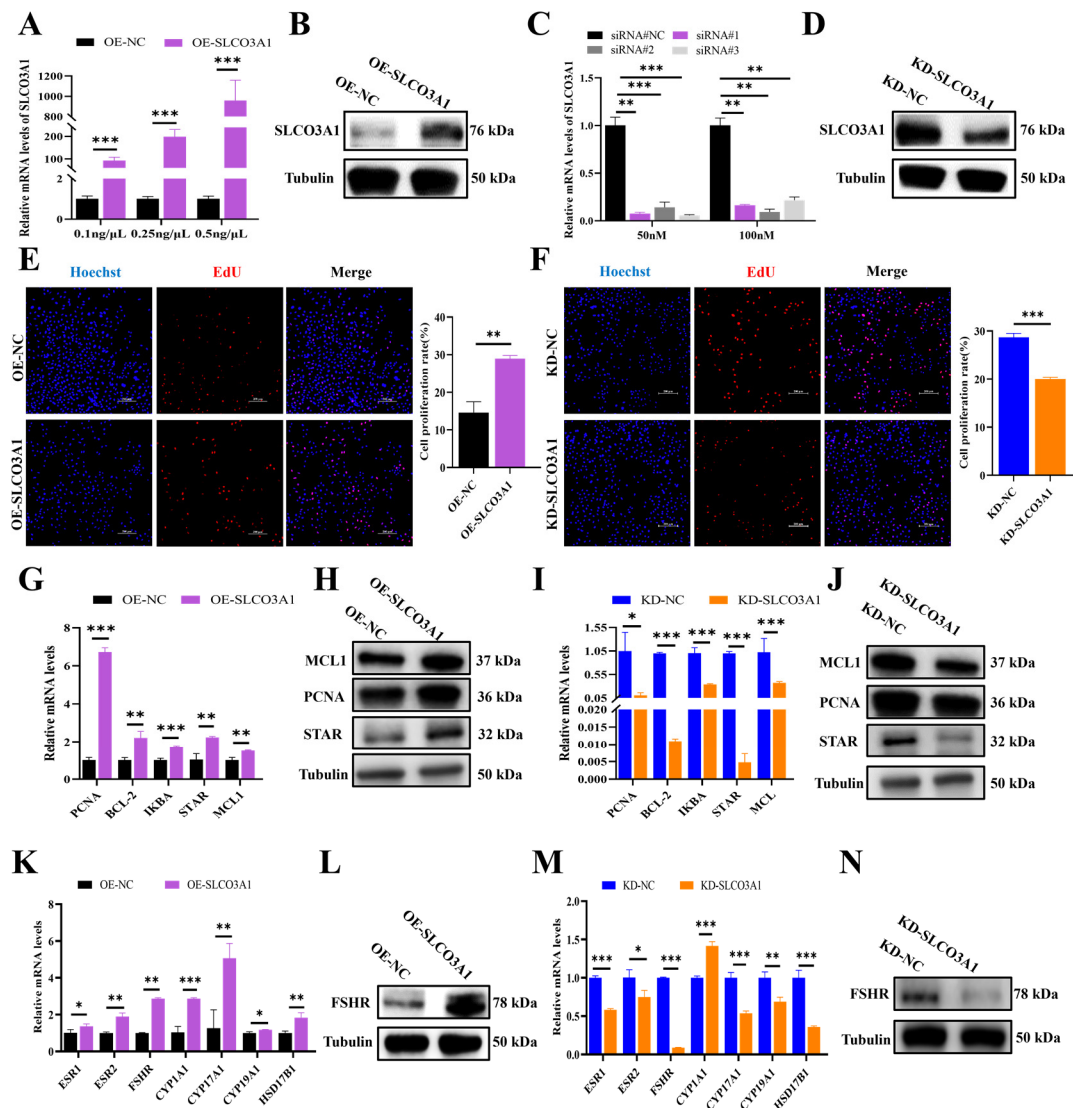 A
OE-NC OE-SLCO3A1
Relative mRNA levels of SLCO3A1
1200
1000
800
200
100
2
0
*** *** ***
0.1ng/μL 0.25ng/μL 0.5ng/μL
B
OE-NC OE-SLCO3A1
SLCO3A1 76 kDa
Tubulin 50 kDa
C
siRNA#NC siRNA#1
siRNA#2 siRNA#3
Relative mRNA levels of SLCO3A1
1.5
1.0
0.5
0.0
*** **
*** **
** **
50nM 100nM
D
KD-NC KD-SLCO3A1
SLCO3A1 76 kDa
Tubulin 50 kDa
E
Hoechst EdU Merge
OE-NC
OE-SLCO3A1
Cell proliferation rate(%)
40
30
20
10
0
**
OE-NC OE-SLCO3A1
F
Hoechst EdU Merge
KD-NC
KD-SLCO3A1
Cell proliferation rate(%)
30
20
10
0
***
KD-NC KD-SLCO3A1
G
OE-NC OE-SLCO3A1
Relative mRNA levels
8
6
4
2
0
*** ** *** ** **
PCNA BCL-2 IKBA STAR MCL1
H
OE-NC OE-SLCO3A1
MCL1 37 kDa
PCNA 36 kDa
STAR 32 kDa
Tubulin 50 kDa
I
KD-NC KD-SLCO3A1
Relative mRNA levels
1.55
1.05
0.55
0.05
0.020
0.015
0.010
0.005
0.000
* *** *** *** ***
PCNA BCL-2 IKBA STAR MCL
J
KD-NC KD-SLCO3A1
MCL1 37 kDa
PCNA 36 kDa
STAR 32 kDa
Tubulin 50 kDa
K
OE-NC OE-SLCO3A1
Relative mRNA levels
8
6
4
2
0
* ** ** *** ** * **
ESR1 ESR2 FSHR CYP1A1 CYP17A1 CYP19A1 HSD17B1
L
OE-NC OE-SLCO3A1
FSHR 78 kDa
Tubulin 50 kDa
M
KD-NC KD-SLCO3A1
Relative mRNA levels
2.0
1.5
1.0
0.5
0.0
*** * *** *** *** ** ***
ESR1 ESR2 FSHR CYP1A1 CYP17A1 CYP19A1 HSD17B1
N
KD-NC KD-SLCO3A1
FSHR 78 kDa
Tubulin 50 kDa